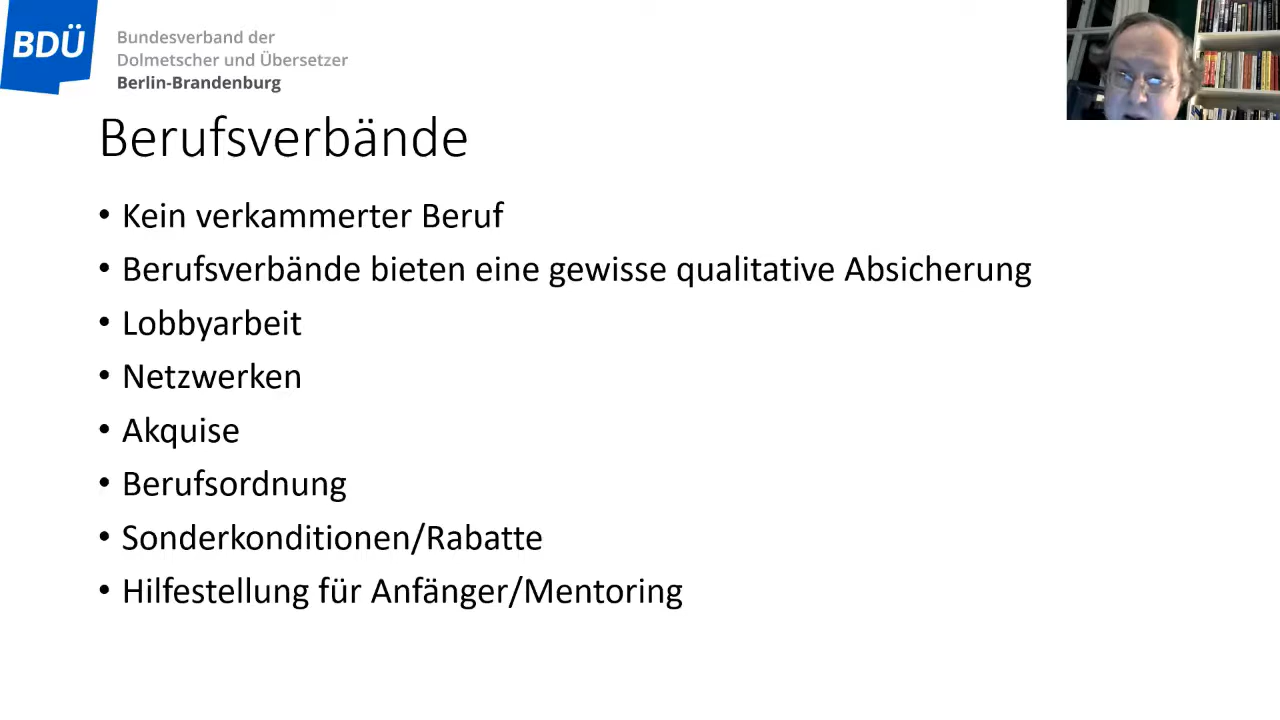 BDÜ
Bundesverband der
Dolmetscher und Übersetzer
Berlin-Brandenburg
Berufsverbände
• Kein verkammerter Beruf
• Berufsverbände bieten eine gewisse qualitative Absicherung
• Lobbyarbeit
• Netzwerken
• Akquise
• Berufsordnung
• Sonderkonditionen/Rabatte
• Hilfestellung für Anfänger/Mentoring